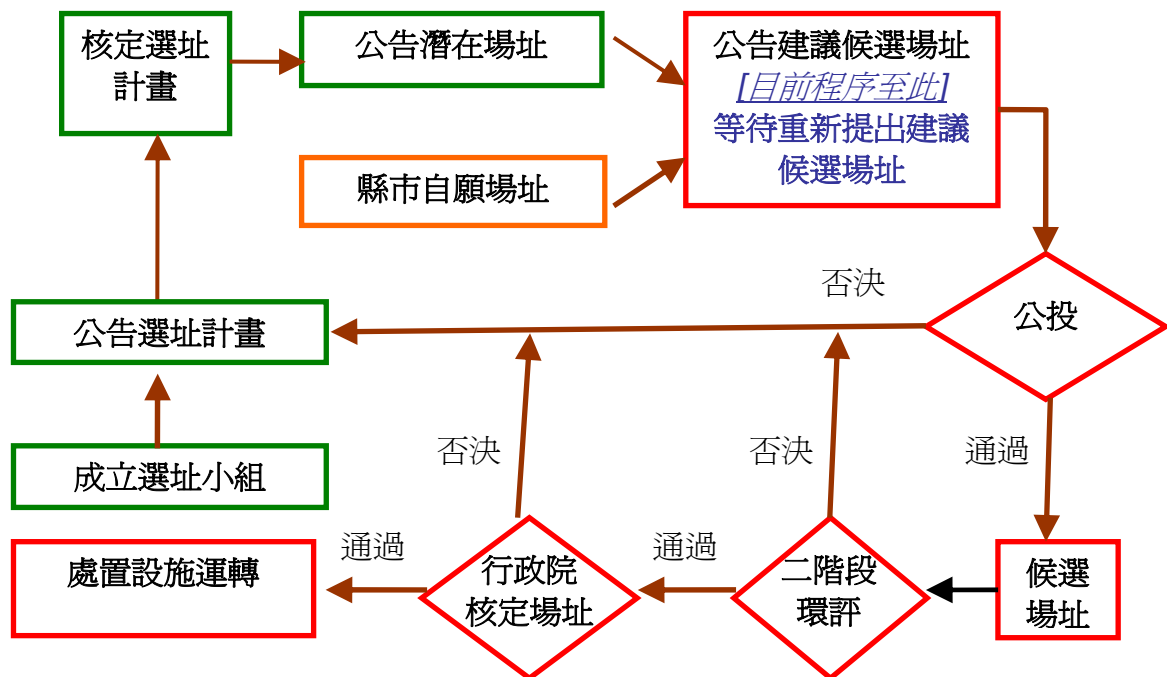 核定選址
計畫
公告潛在場址
公告建議候選場址
[目前程序至此]
等待重新提出建議
候選場址
縣市自願場址
否決
公投
公告選址計畫
否決
否決
通過
成立選址小組
處置設施運轉
通過
行政院
核定場址
通過
二階段
環評
候選
場址